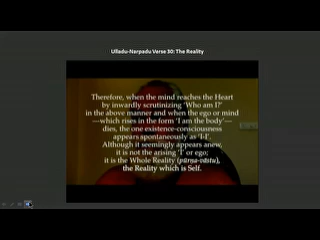 Ulladu-Narpadu Verse 30: The Reality
Therefore, when the mind reaches the Heart
by inwardly scrutinizing 'Who am I?'
in the above manner and when the ego or mind
—which rises in the form 'I am the body'—
dies, the one existence-consciousness
appears spontaneously as 'I-I'.
Although it seemingly appears anew,
it is not the arising 'I' or ego;
it is the Whole Reality (pūrṇa-vastu),
the Reality which is Self.